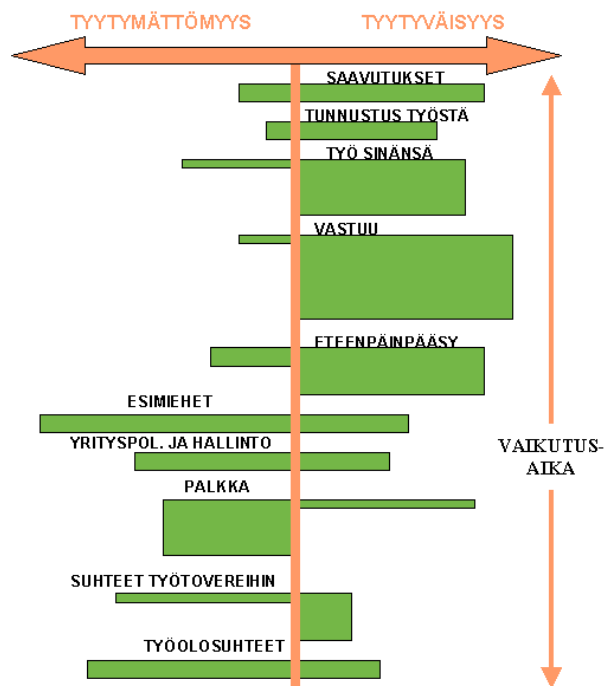 TYYTYMÄTTÖMYYS TYYTYVÄISYYS
SAAVUTUKSET
TUNNUSTUS TYÖSTÄ
TYÖ SINÄNSÄ
VASTUU
ETEENPÄINPÄÄSY
ESIMIEHET
YRITYSPOL. JA HALLINTO
VAIKUTUS-
AIKA
PALKKA
SUHTEET TYÖTOVEREIHIN
TYÖOLOSUHTEET